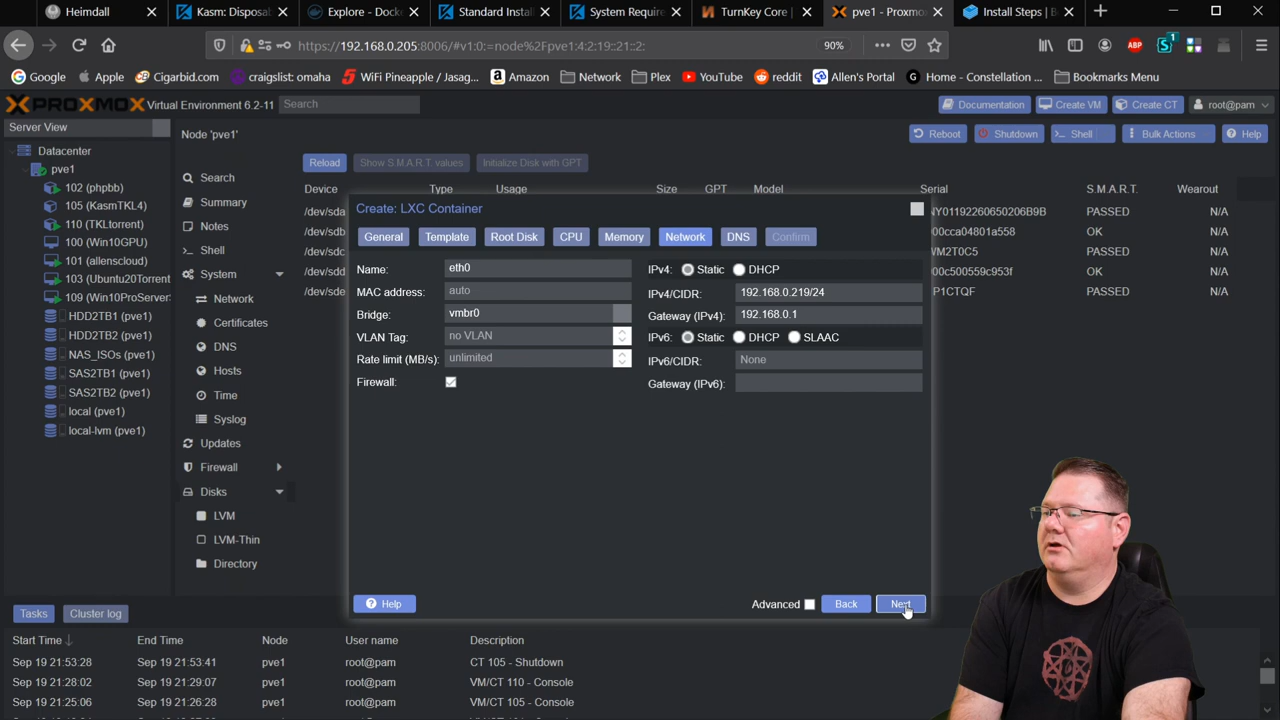 Heimdall
Kasm: Disposal
Explore - Docke
Standard Instal
System Require
TurnKey Core |
pve1 - Proxmo
Install Steps | B
https://192.168.0.205:8006/#v1:0:=node%2Fpve1:4:2:19::21::2:
90%
ABP
1
Google
Apple
Cigarbid.com
craigslist: omaha
WiFi Pineapple / Jasag...
Amazon
Network
Plex
YouTube
reddit
Allen's Portal
Home - Constellation ...
Bookmarks Menu
PROXMOX Virtual Environment 6.2-11
Search
Documentation
Create VM
Create CT
root@pam
Server View
Node 'pve1'
Reboot
Shutdown
Shell
Bulk Actions
Help
Datacenter
pve1
102 (phpbb)
105 (KasmTKL4)
110 (TKLtorrent)
100 (Win10GPU)
101 (allenscloud)
103 (Ubuntu20Torrent
109 (Win10ProServer:
HDD2TB1 (pve1)
HDD2TB2 (pve1)
NAS_ISOs (pve1)
SAS2TB1 (pve1)
SAS2TB2 (pve1)
local (pve1)
local-lvm (pve1)
Search
Summary
Notes
Shell
System
Network
Certificates
DNS
Hosts
Time
Syslog
Updates
Firewall
Disks
LVM
LVM-Thin
Directory
Reload
Show S.M.A.R.T. values
Initialize Disk with GPT
Device
Type
Usage
Size
GPT
Model
Serial
S.M.A.R.T.
Wearout
/dev/sda
NY01192260650206B9B
PASSED
N/A
/dev/sdb
000cca04801a558
OK
N/A
/dev/sdc
WM2T0C5
PASSED
N/A
/dev/sdd
000c500559c953f
OK
N/A
/dev/sde
P1CTQF
PASSED
N/A
Create: LXC Container
General
Template
Root Disk
CPU
Memory
Network
DNS
Confirm
Name:
eth0
MAC address:
auto
Bridge:
vmbr0
VLAN Tag:
no VLAN
Rate limit (MB/s):
unlimited
Firewall:
IPv4:
Static
DHCP
IPv4/CIDR:
192.168.0.219/24
Gateway (IPv4):
192.168.0.1
IPv6:
Static
DHCP
SLAAC
IPv6/CIDR:
None
Gateway (IPv6):
Help
Advanced
Back
Next
Tasks
Cluster log
Start Time
End Time
Node
User name
Description
Sep 19 21:53:28
Sep 19 21:53:41
pve1
root@pam
CT 105 - Shutdown
Sep 19 21:28:02
Sep 19 21:29:07
pve1
root@pam
VM/CT 110 - Console
Sep 19 21:25:06
Sep 19 21:26:28
pve1
root@pam
VM/CT 105 - Console